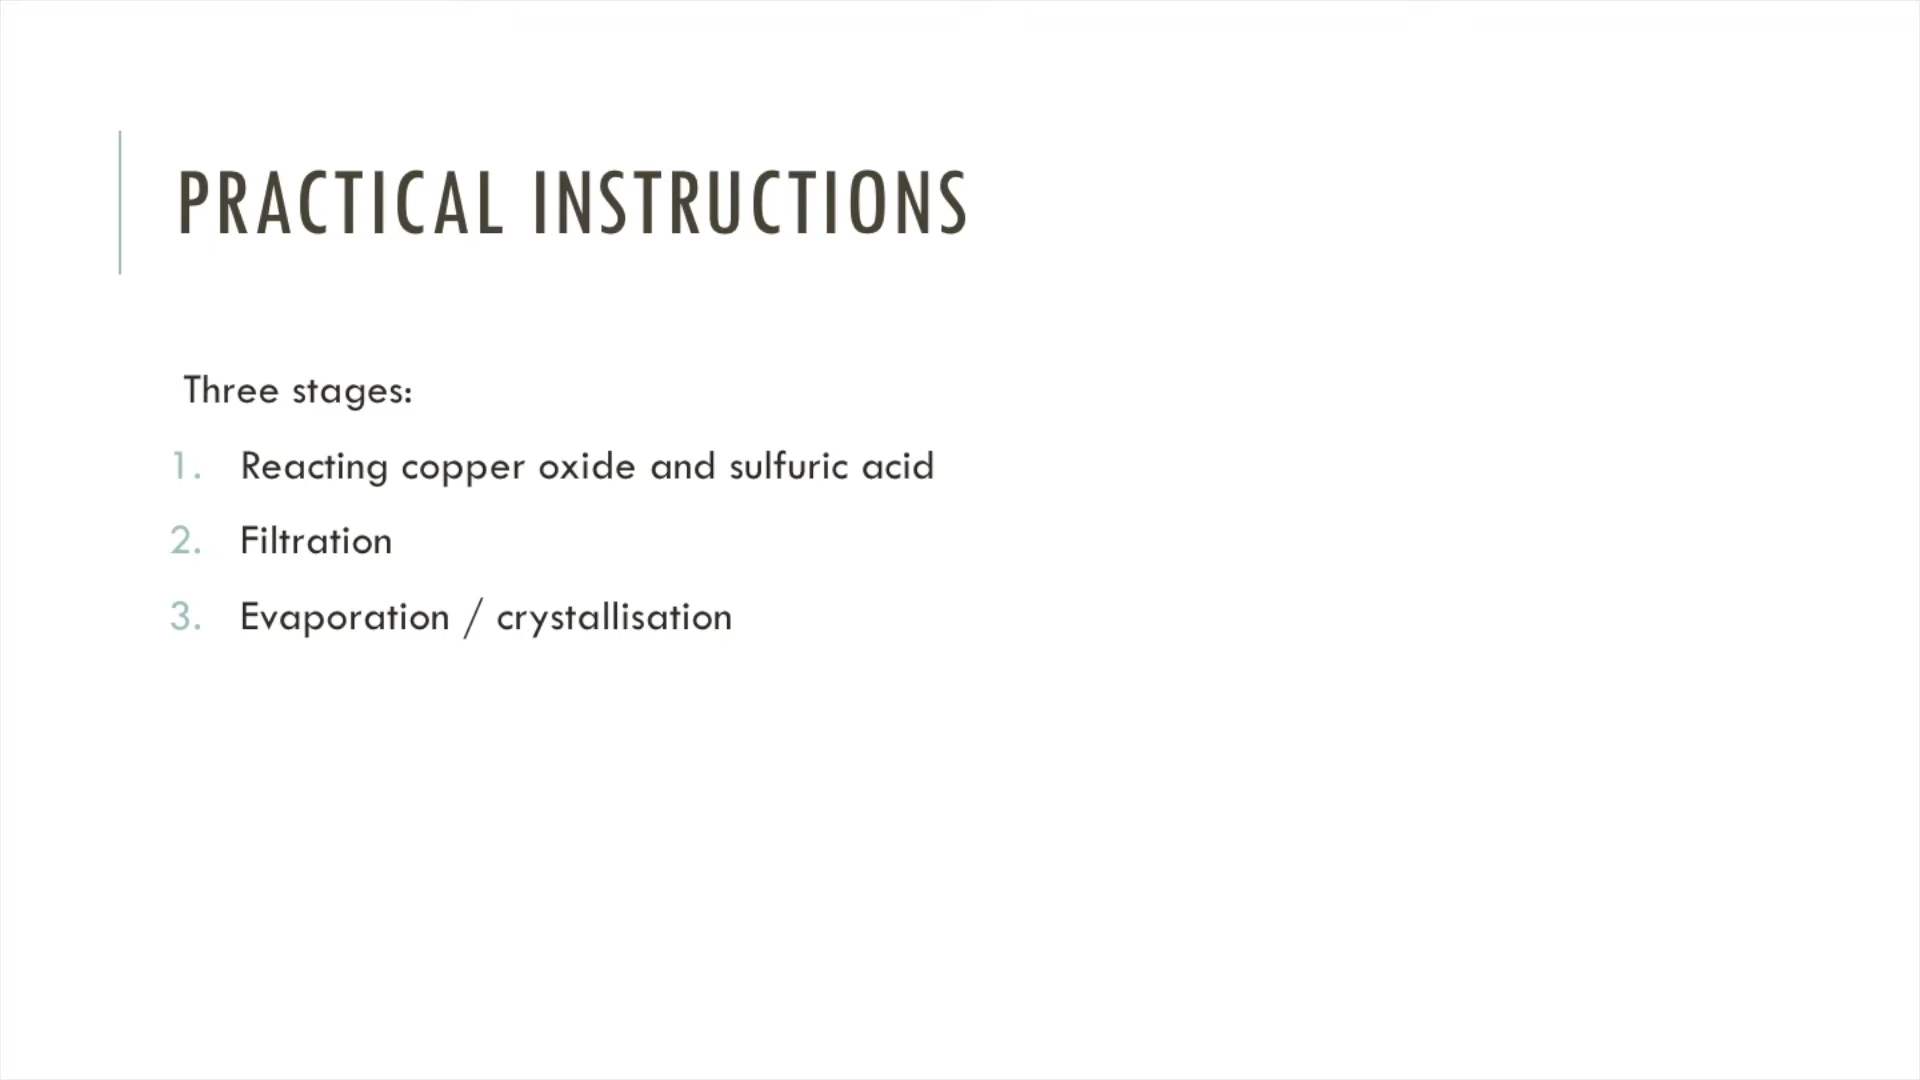 PRACTICAL INSTRUCTIONS
Three stages:
1. Reacting copper oxide and sulfuric acid
2. Filtration
3. Evaporation / crystallisation